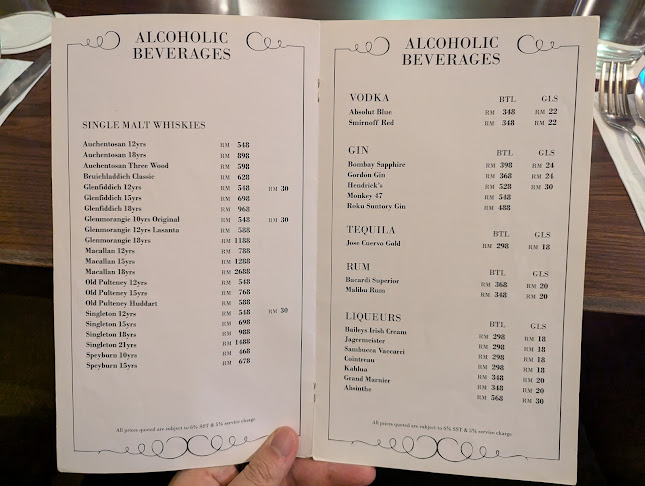 ALCOHOLIC
BEVERAGES
SINGLE MALT WHISKIES
Auchentosan 12yrs RM 548
Auchentosan 18yrs RM 898
Auchentosan Three Wood RM 598
Bruichladdich Classic RM 628
Glenfiddich 12yrs RM 548 RM 30
Glenfiddich 15yrs RM 698
Glenfiddich 18yrs RM 968
Glenmorangie 10yrs Original RM 548 RM 30
Glenmorangie 12yrs Lasanta RM 588
Glenmorangie 18yrs RM 1188
Macallan 12yrs RM 788
Macallan 15yrs RM 1288
Macallan 18yrs RM 2688
Old Pulteney 12yrs RM 548
Old Pulteney 15yrs RM 768
Old Pulteney Huddart RM 588
Singleton 12yrs RM 548 RM 30
Singleton 15yrs RM 698
Singleton 18yrs RM 988
Singleton 21yrs RM 1488
Speyburn 10yrs RM 468
Speyburn 15yrs RM 678
All prices quoted are subject to 6% SST & 5% service charge
ALCOHOLIC
BEVERAGES
VODKA BTL GLS
Absolut Blue RM 348 RM 22
Smirnoff Red RM 348 RM 22
GIN BTL GLS
Bombay Sapphire RM 398 RM 24
Gordon Gin RM 368 RM 24
Hendrick's RM 528 RM 30
Monkey 47 RM 548
Roku Suntory Gin RM 488
TEQUILA BTL GLS
Jose Cuervo Gold RM 298 RM 18
RUM BTL GLS
Bacardi Superior RM 368 RM 20
Malibu Rum RM 348 RM 20
LIQUEURS BTL GLS
Baileys Irish Cream RM 298 RM 18
Jagermeister RM 298 RM 18
Sambucca Vaccarri RM 298 RM 18
Cointreau RM 298 RM 18
Kahlua RM 348 RM 20
Grand Marnier RM 348 RM 20
Absinthe RM 568 RM 30
All prices quoted are subject to 6% SST & 5% service charge